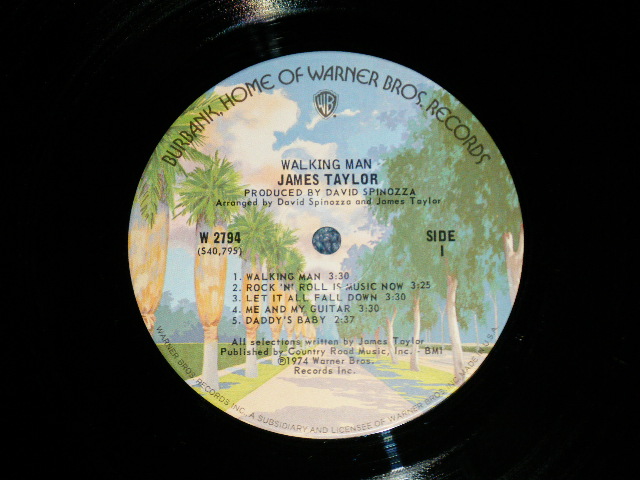 BURBANK, HOME OF WARNER BROS. RECORDS
WB
WALKING MAN
JAMES TAYLOR
PRODUCED BY DAVID SPINOZZA
Arranged by David Spinozza and James Taylor
W 2794
(S40,795)
SIDE
1
1. WALKING MAN 3:30
2. ROCK 'N' ROLL IS MUSIC NOW 3:25
3. LET IT ALL FALL DOWN 3:30
4. ME AND MY GUITAR 3:30
5. DADDY'S BABY 2:37
All selections written by James Taylor
Published by Country Road Music, Inc. - BMI
℗1974 Warner Bros.
Records Inc.
WARNER BROS. RECORDS INC., A SUBSIDIARY AND LICENSEE OF WARNER BROS. INC. MADE IN U.S.A.